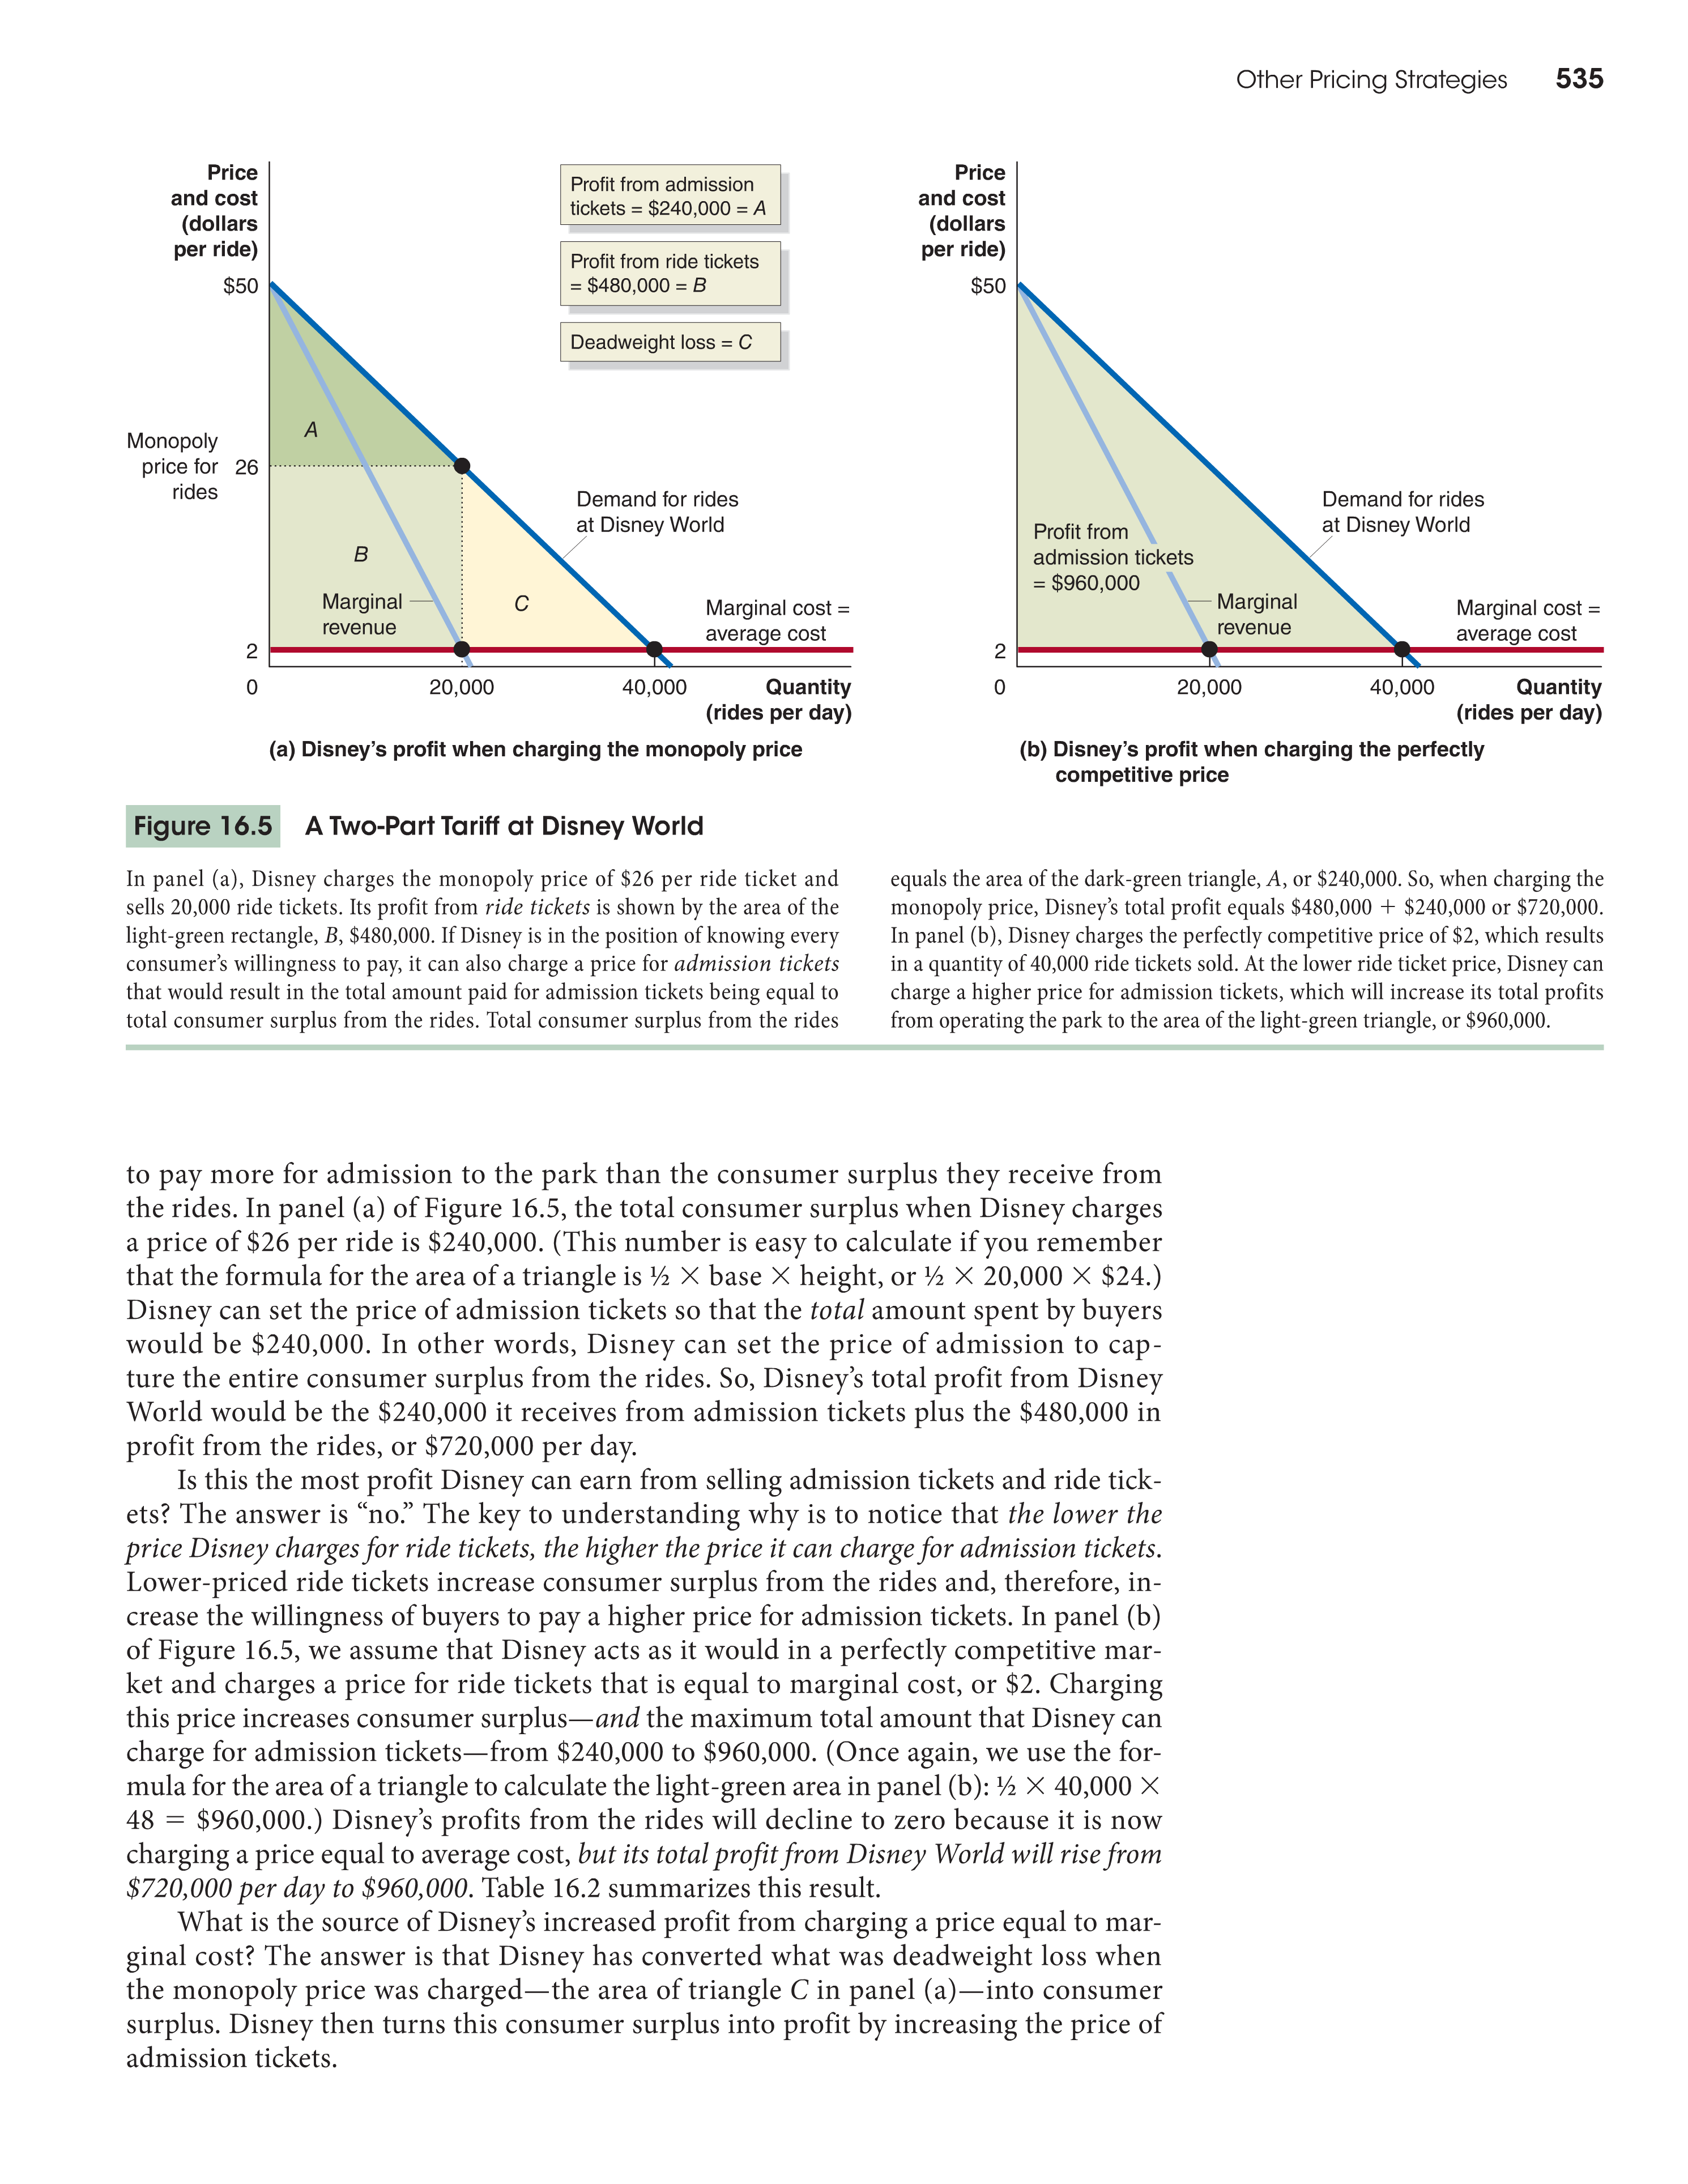 Other Pricing Strategies 535
Price
and cost
(dollars
per ride)
$50
Monopoly
price for
rides
26
2
0
A
B
C
Marginal
revenue
Profit from admission
tickets = $240,000 = A
Profit from ride tickets
= $480,000 = B
Deadweight loss = C
Demand for rides
at Disney World
Marginal cost =
average cost
20,000
40,000
Quantity
(rides per day)
(a) Disney’s profit when charging the monopoly price
Price
and cost
(dollars
per ride)
$50
2
0
Profit from
admission tickets
= $960,000
Marginal
revenue
Demand for rides
at Disney World
Marginal cost =
average cost
20,000
40,000
Quantity
(rides per day)
(b) Disney’s profit when charging the perfectly
competitive price
Figure 16.5 A Two-Part Tariff at Disney World
In panel (a), Disney charges the monopoly price of $26 per ride ticket and
sells 20,000 ride tickets. Its profit from ride tickets is shown by the area of the
light-green rectangle, B, $480,000. If Disney is in the position of knowing every
consumer’s willingness to pay, it can also charge a price for admission tickets
that would result in the total amount paid for admission tickets being equal to
total consumer surplus from the rides. Total consumer surplus from the rides
equals the area of the dark-green triangle, A, or $240,000. So, when charging the
monopoly price, Disney’s total profit equals $480,000 + $240,000 or $720,000.
In panel (b), Disney charges the perfectly competitive price of $2, which results
in a quantity of 40,000 ride tickets sold. At the lower ride ticket price, Disney can
charge a higher price for admission tickets, which will increase its total profits
from operating the park to the area of the light-green triangle, or $960,000.
to pay more for admission to the park than the consumer surplus they receive from
the rides. In panel (a) of Figure 16.5, the total consumer surplus when Disney charges
a price of $26 per ride is $240,000. (This number is easy to calculate if you remember
that the formula for the area of a triangle is ½ × base × height, or ½ × 20,000 × $24.)
Disney can set the price of admission tickets so that the total amount spent by buyers
would be $240,000. In other words, Disney can set the price of admission to cap-
ture the entire consumer surplus from the rides. So, Disney’s total profit from Disney
World would be the $240,000 it receives from admission tickets plus the $480,000 in
profit from the rides, or $720,000 per day.
Is this the most profit Disney can earn from selling admission tickets and ride tick-
ets? The answer is “no.” The key to understanding why is to notice that the lower the
price Disney charges for ride tickets, the higher the price it can charge for admission tickets.
Lower-priced ride tickets increase consumer surplus from the rides and, therefore, in-
crease the willingness of buyers to pay a higher price for admission tickets. In panel (b)
of Figure 16.5, we assume that Disney acts as it would in a perfectly competitive mar-
ket and charges a price for ride tickets that is equal to marginal cost, or $2. Charging
this price increases consumer surplus—and the maximum total amount that Disney can
charge for admission tickets—from $240,000 to $960,000. (Once again, we use the for-
mula for the area of a triangle to calculate the light-green area in panel (b): ½ × 40,000 ×
48 = $960,000.) Disney’s profits from the rides will decline to zero because it is now
charging a price equal to average cost, but its total profit from Disney World will rise from
$720,000 per day to $960,000. Table 16.2 summarizes this result.
What is the source of Disney’s increased profit from charging a price equal to mar-
ginal cost? The answer is that Disney has converted what was deadweight loss when
the monopoly price was charged—the area of triangle C in panel (a)—into consumer
surplus. Disney then turns this consumer surplus into profit by increasing the price of
admission tickets.